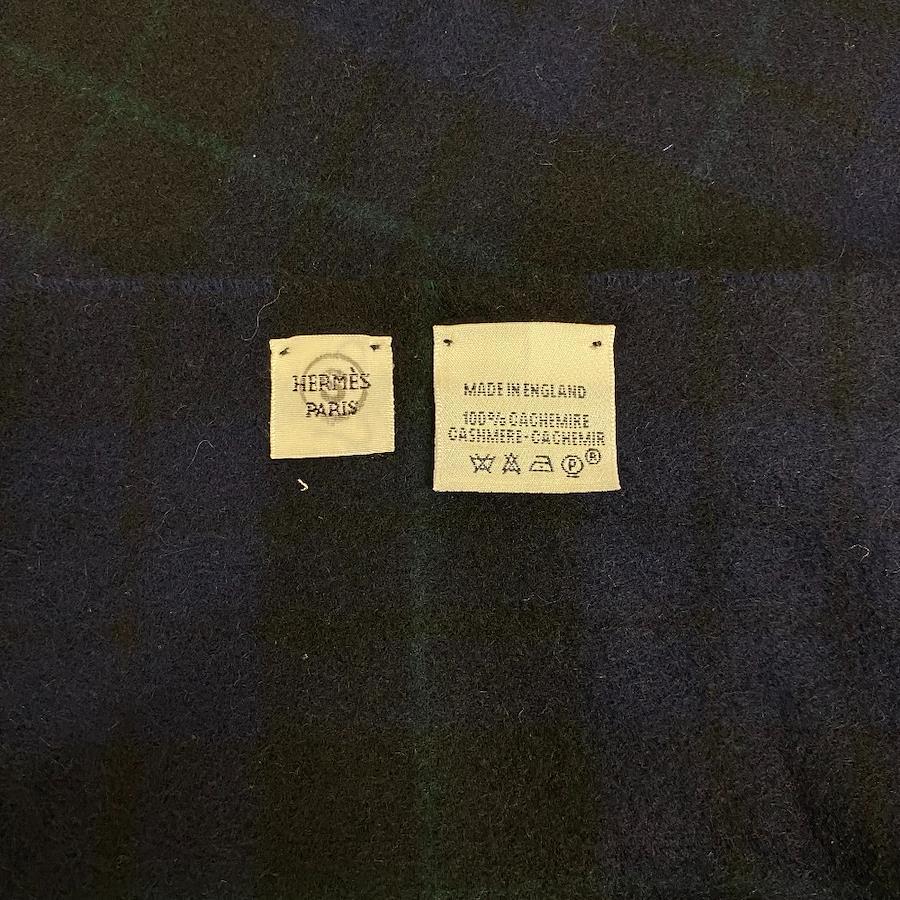 HERMÈS
PARIS
MADE IN ENGLAND
100% CACHEMIRE
CASHMERE-CACHEMIR
P ®